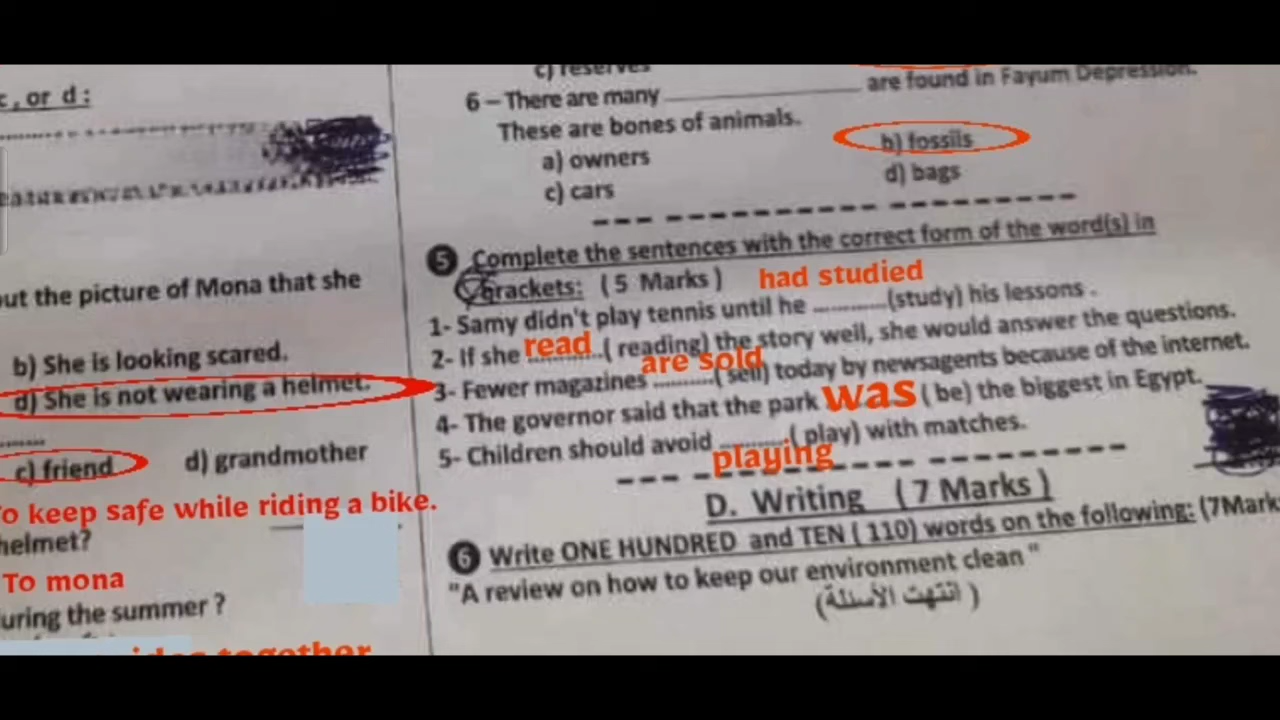 c, or d :
out the picture of Mona that she
b) She is looking scared.
d) She is not wearing a helmet.
c) friend d) grandmother
o keep safe while riding a bike.
helmet?
To mona
uring the summer ?
together
c) reserves
6 – There are many ______ are found in Fayum Depression.
These are bones of animals.
a) owners b) fossils
c) cars d) bags
5 Complete the sentences with the correct form of the word(s) in
brackets: ( 5 Marks )
1- Samy didn't play tennis until he had studied (study) his lessons .
2- If she read ( reading) the story well, she would answer the questions.
3- Fewer magazines are sold ( sell) today by newsagents because of the internet.
4- The governor said that the park was ( be) the biggest in Egypt.
5- Children should avoid playing ( play) with matches.
D. Writing ( 7 Marks )
6 Write ONE HUNDRED and TEN ( 110) words on the following: (7Mark
"A review on how to keep our environment clean "
( انتهت الأسئلة )